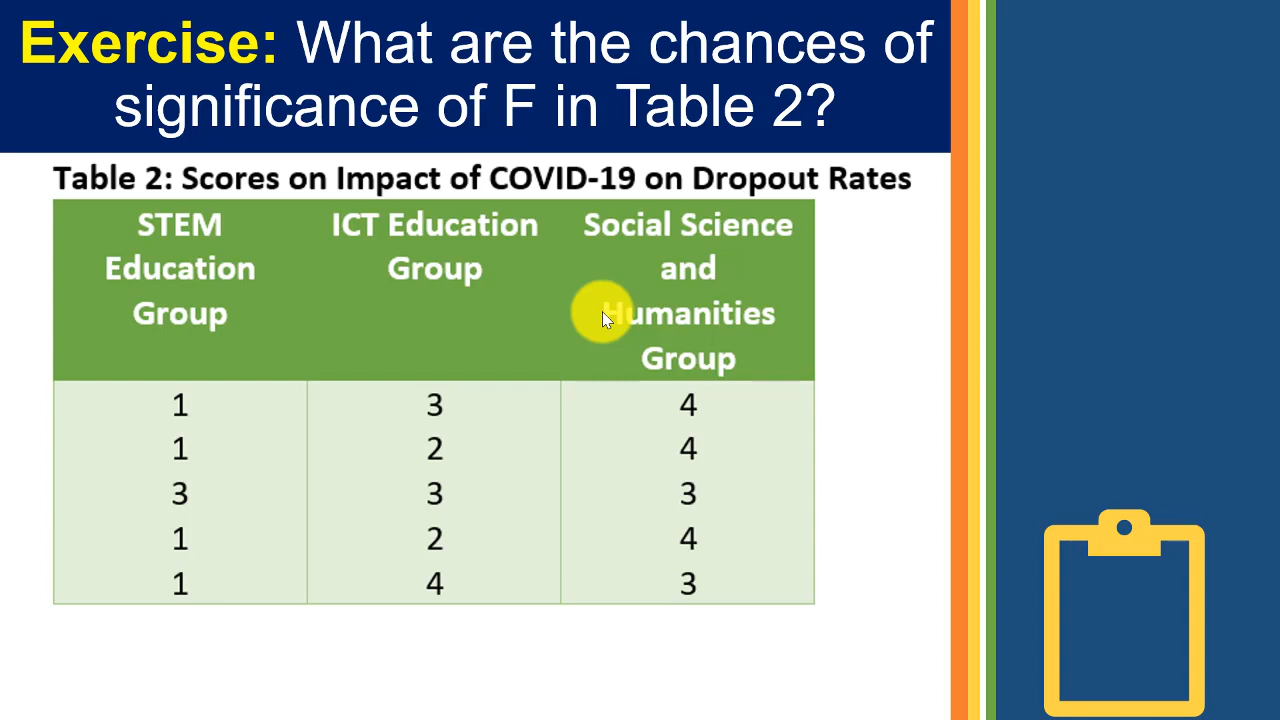 Exercise: What are the chances of
significance of F in Table 2?
Table 2: Scores on Impact of COVID-19 on Dropout Rates
STEM Education Group
ICT Education Group
Social Science and Humanities Group
1 3 4
1 2 4
3 3 3
1 2 4
1 4 3